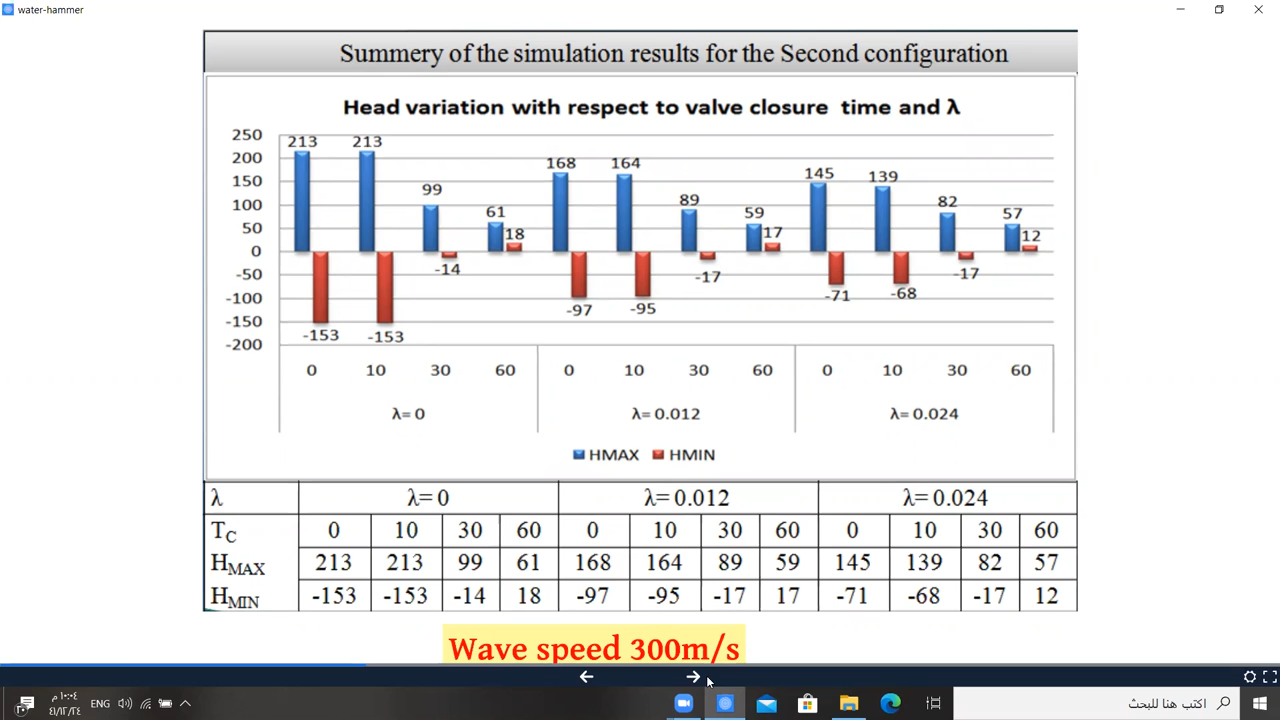 water-hammer
Summery of the simulation results for the Second configuration
Head variation with respect to valve closure time and λ
250
200
150
100
50
0
-50
-100
-150
-200
213 213 99 61 168 164 89 59 145 139 82 57
18 17 12
-153 -153 -14 -97 -95 -17 -71 -68 -17
0 10 30 60 0 10 30 60 0 10 30 60
λ= 0 λ= 0.012 λ= 0.024
HMAX HMIN
λ λ= 0 λ= 0.012 λ= 0.024
TC 0 10 30 60 0 10 30 60 0 10 30 60
HMAX 213 213 99 61 168 164 89 59 145 139 82 57
HMIN -153 -153 -14 18 -97 -95 -17 17 -71 -68 -17 12
Wave speed 300m/s
ENG
اكتب هنا للبحث